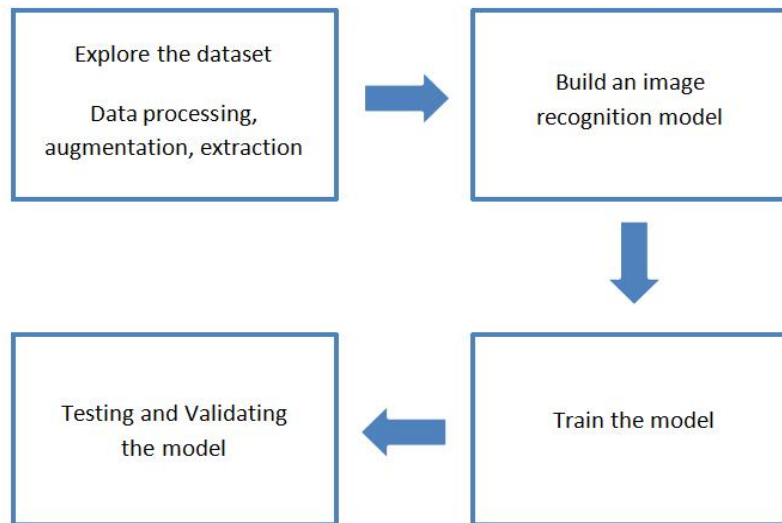 Explore the dataset
Data processing,
augmentation, extraction
Build an image
recognition model
Train the model
Testing and Validating
the model